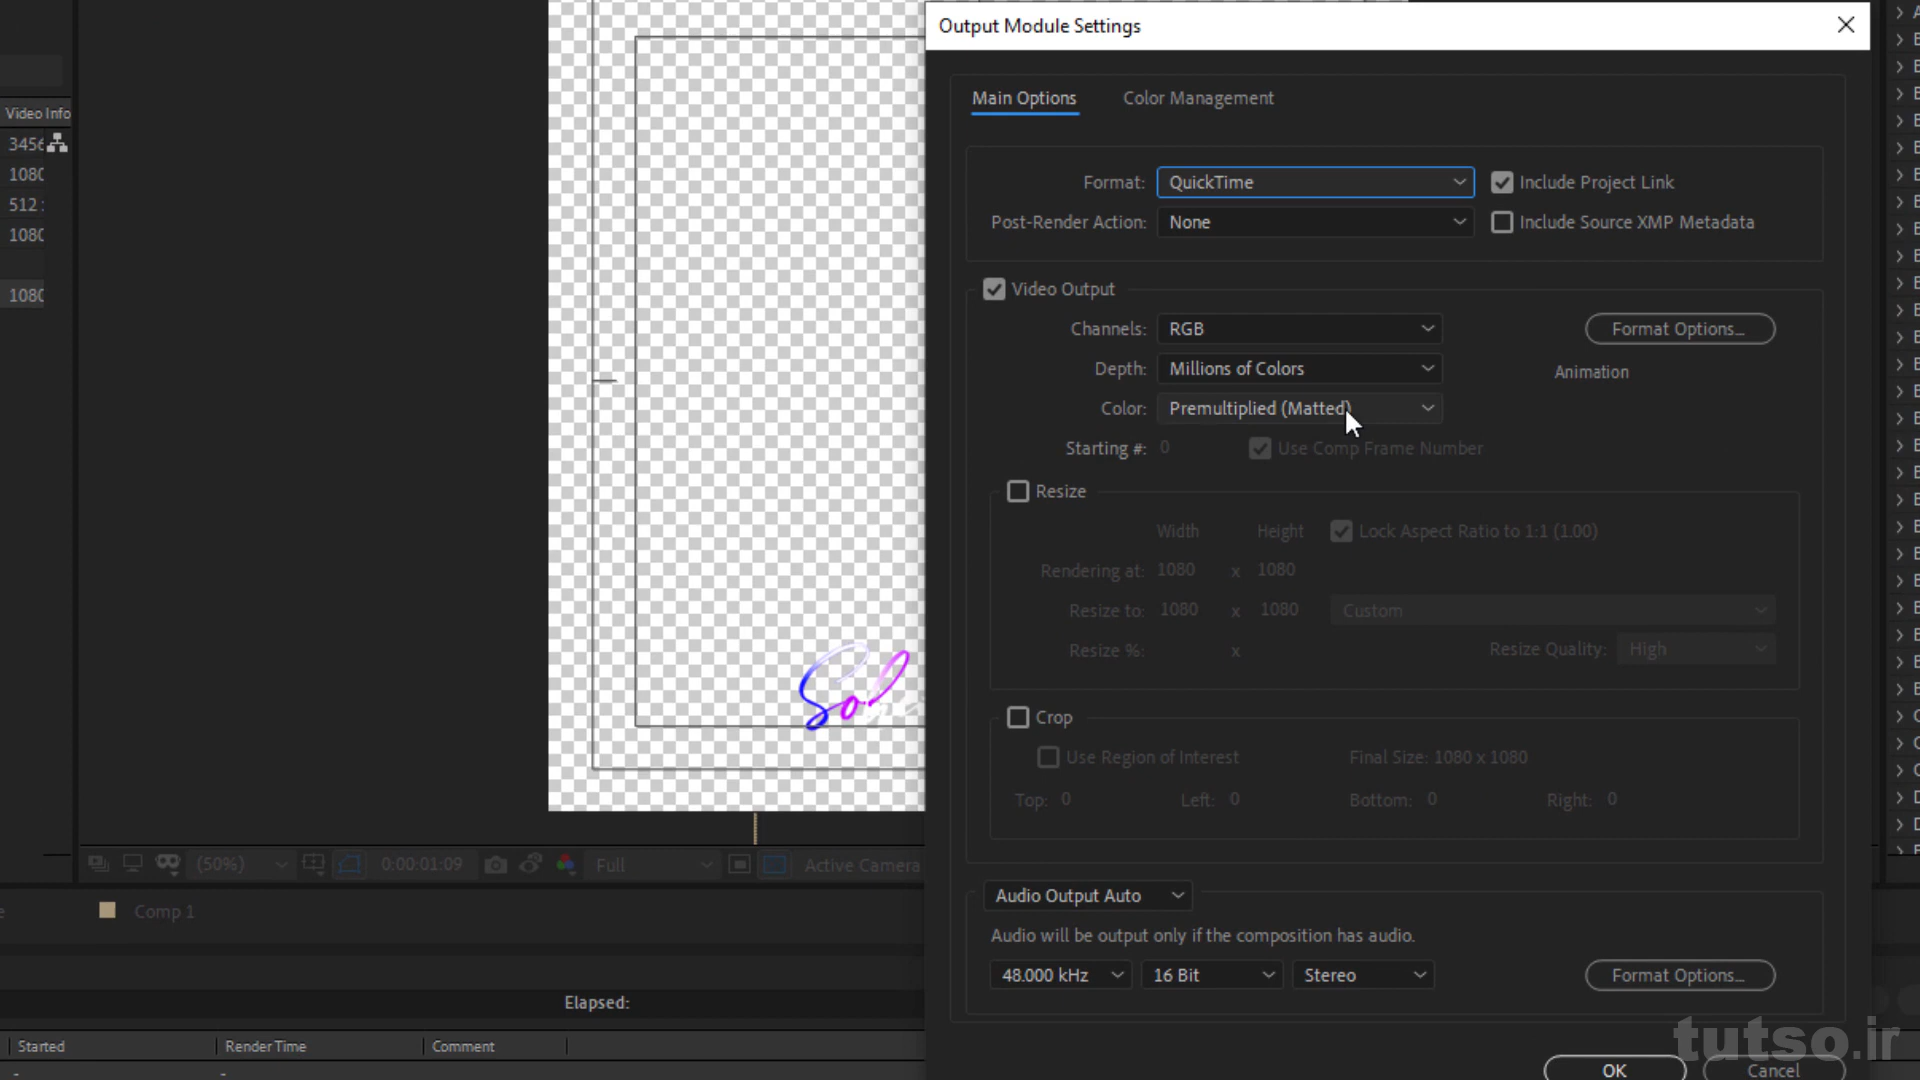 Output Module Settings
Main Options
Color Management
Video Info
1080
512
1080
1080
Format:
QuickTime
Include Project Link
Post-Render Action:
None
Include Source XMP Metadata
Video Output
Channels:
RGB
Format Options...
Depth:
Millions of Colors
Animation
Color:
Premultiplied (Matted)
Starting #:
0
Use Comp Frame Number
Resize
Width
Height
Lock Aspect Ratio to 1:1 (1.00)
Rendering at:
1080 x 1080
Resize to:
1080 x 1080
Custom
Resize %:
x
Resize Quality:
High
Crop
Use Region of Interest
Final Size: 1080 x 1080
Top: 0
Left: 0
Bottom: 0
Right: 0
(50%)
0:00:01:09
Full
Active Camera
Audio Output Auto
Comp 1
Audio will be output only if the composition has audio.
48.000 kHz
16 Bit
Stereo
Format Options...
Elapsed:
Started
Render Time
Comment
-
-
OK
Cancel
tutso.ir